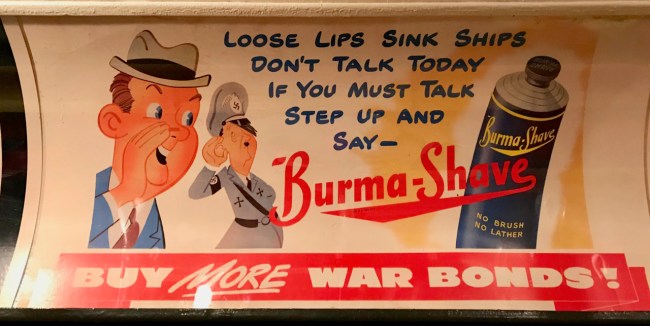 LOOSE LIPS SINK SHIPS
DON'T TALK TODAY
IF YOU MUST TALK
STEP UP AND
SAY—
Burma-Shave
Burma-Shave
NO BRUSH
NO LATHER
BUY MORE WAR BONDS!